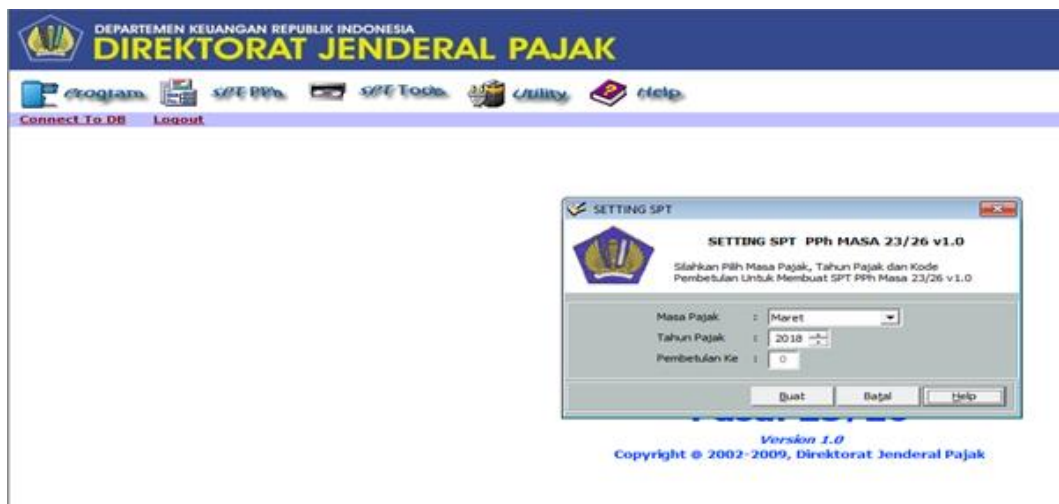 DEPARTEMEN KEUANGAN REPUBLIK INDONESIA
DIREKTORAT JENDERAL PAJAK
Program SPT PPh SPT Tools Utility Help
Connect To DB Logout
SETTING SPT
SETTING SPT PPh MASA 23/26 v1.0
Silahkan Pilih Masa Pajak, Tahun Pajak dan Kode
Pembetulan Untuk Membuat SPT PPh Masa 23/26 v1.0
Masa Pajak : Maret
Tahun Pajak : 2018
Pembetulan Ke : 0
Buat Batal Help
Version 1.0
Copyright © 2002-2009, Direktorat Jenderal Pajak